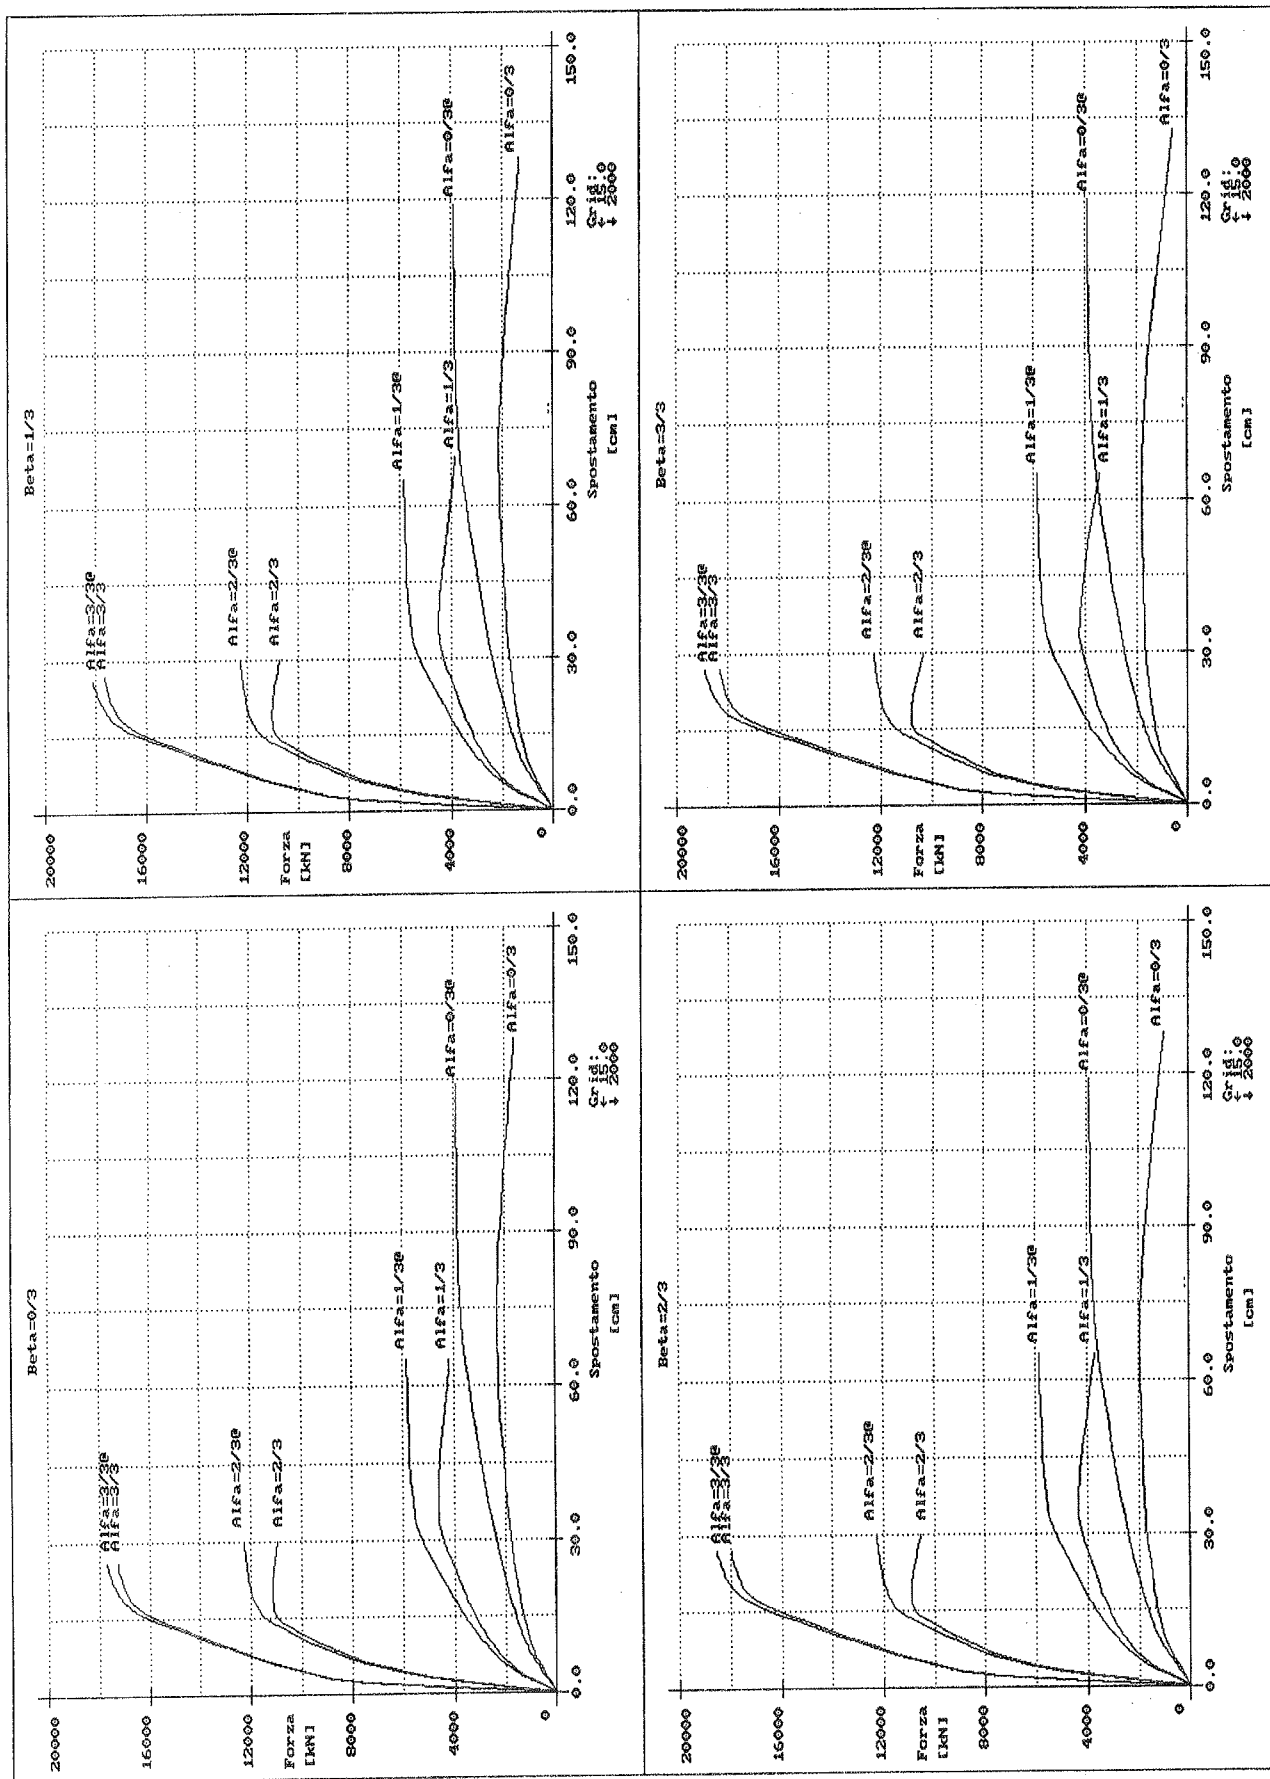 Beta=0/3
20000
16000
12000
Forza
[kN]
8000
4000
0
Alfa=3/3@
Alfa=3/3
Alfa=2/3@
Alfa=2/3
Alfa=1/3@
Alfa=1/3
Alfa=0/3@
Alfa=0/3
0.0
30.0
60.0
90.0
120.0
150.0
Spostamento
[cm]
Grid:
← 15.0
↓ 2000
Beta=1/3
20000
16000
12000
Forza
[kN]
8000
4000
0
Alfa=3/3@
Alfa=3/3
Alfa=2/3@
Alfa=2/3
Alfa=1/3@
Alfa=1/3
Alfa=0/3@
Alfa=0/3
0.0
30.0
60.0
90.0
120.0
150.0
Spostamento
[cm]
Grid:
← 15.0
↓ 2000
Beta=2/3
20000
16000
12000
Forza
[kN]
8000
4000
0
Alfa=3/3@
Alfa=3/3
Alfa=2/3@
Alfa=2/3
Alfa=1/3@
Alfa=1/3
Alfa=0/3@
Alfa=0/3
0.0
30.0
60.0
90.0
120.0
150.0
Spostamento
[cm]
Grid:
← 15.0
↓ 2000
Beta=3/3
20000
16000
12000
Forza
[kN]
8000
4000
0
Alfa=3/3@
Alfa=3/3
Alfa=2/3@
Alfa=2/3
Alfa=1/3@
Alfa=1/3
Alfa=0/3@
Alfa=0/3
0.0
30.0
60.0
90.0
120.0
150.0
Spostamento
[cm]
Grid:
← 15.0
↓ 2000